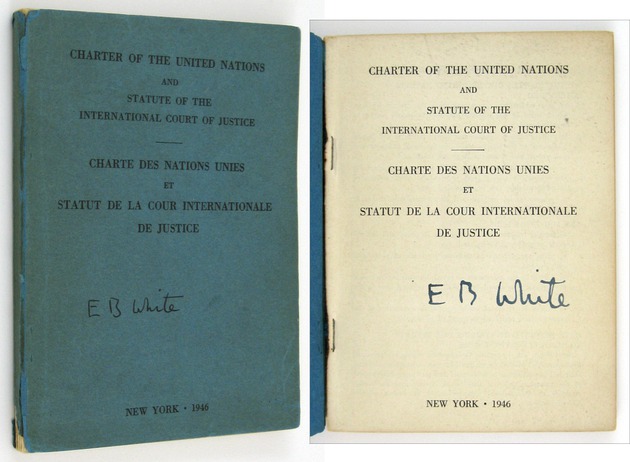 CHARTER OF THE UNITED NATIONS
AND
STATUTE OF THE
INTERNATIONAL COURT OF JUSTICE
CHARTE DES NATIONS UNIES
ET
STATUT DE LA COUR INTERNATIONALE
DE JUSTICE
E B White
NEW YORK • 1946
CHARTER OF THE UNITED NATIONS
AND
STATUTE OF THE
INTERNATIONAL COURT OF JUSTICE
CHARTE DES NATIONS UNIES
ET
STATUT DE LA COUR INTERNATIONALE
DE JUSTICE
E B White
NEW YORK • 1946